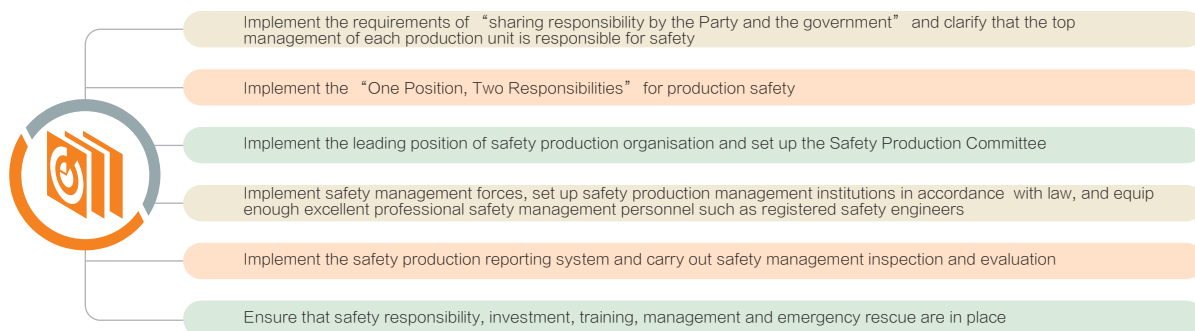 Implement the requirements of “sharing responsibility by the Party and the government” and clarify that the top
management of each production unit is responsible for safety
Implement the “One Position, Two Responsibilities” for production safety
Implement the leading position of safety production organisation and set up the Safety Production Committee
Implement safety management forces, set up safety production management institutions in accordance with law, and equip
enough excellent professional safety management personnel such as registered safety engineers
Implement the safety production reporting system and carry out safety management inspection and evaluation
Ensure that safety responsibility, investment, training, management and emergency rescue are in place